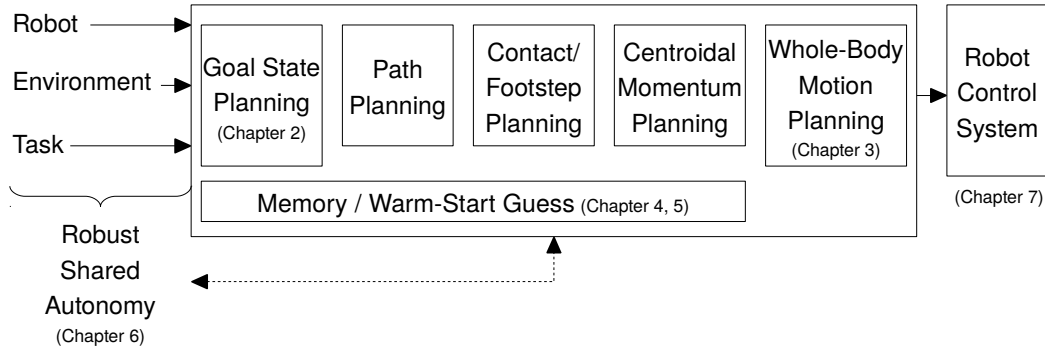 Robot
Environment
Task
Goal State
Planning
(Chapter 2)
Path
Planning
Contact/
Footstep
Planning
Centroidal
Momentum
Planning
Whole-Body
Motion
Planning
(Chapter 3)
Robot
Control
System
(Chapter 7)
Memory / Warm-Start Guess (Chapter 4, 5)
Robust
Shared
Autonomy
(Chapter 6)